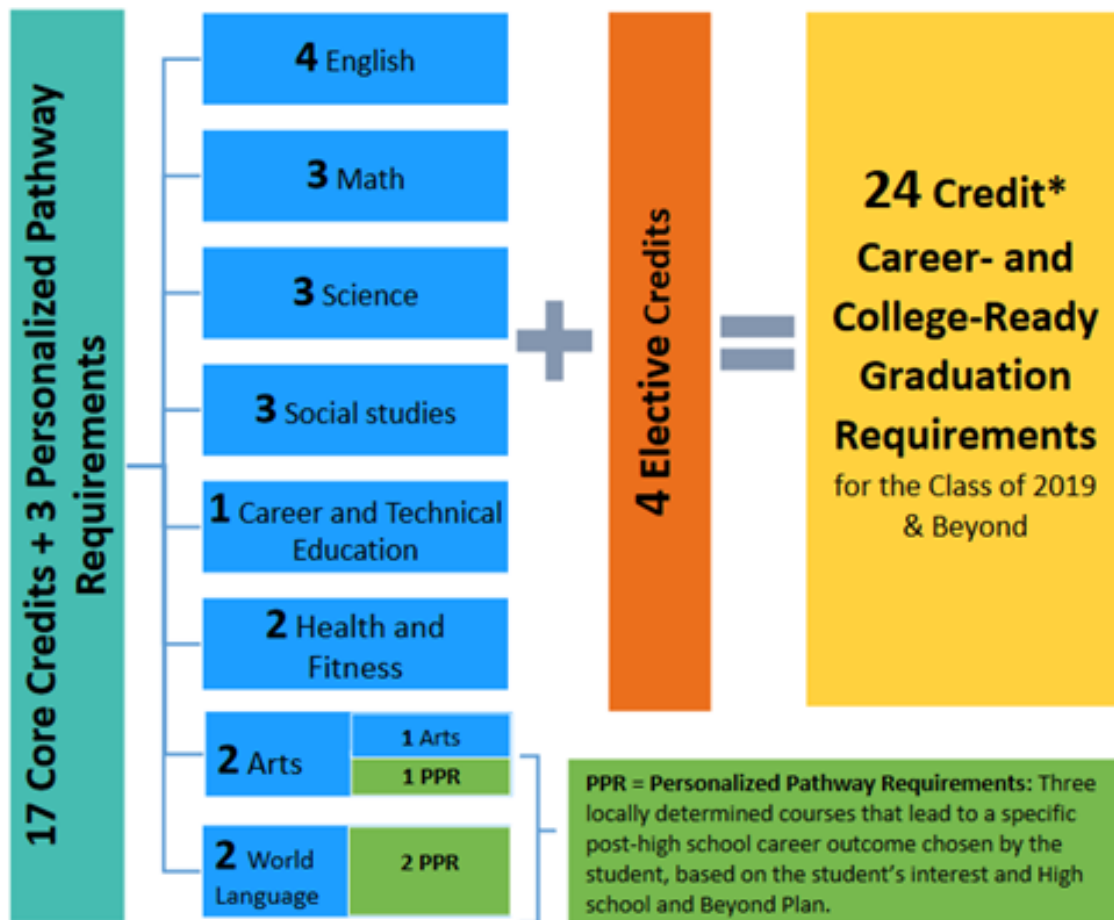 17 Core Credits + 3 Personalized Pathway
Requirements
4 English
3 Math
3 Science
3 Social studies
1 Career and Technical
Education
2 Health and
Fitness
2 Arts
1 Arts
1 PPR
2 World
Language
2 PPR
+
4 Elective Credits
=
24 Credit*
Career- and
College-Ready
Graduation
Requirements
for the Class of 2019
& Beyond
PPR = Personalized Pathway Requirements: Three
locally determined courses that lead to a specific
post-high school career outcome chosen by the
student, based on the student's interest and High
school and Beyond Plan.